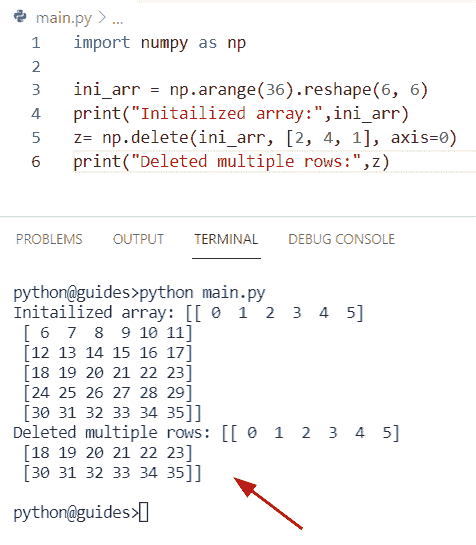 main.py > ...
1 import numpy as np
2
3 ini_arr = np.arange(36).reshape(6, 6)
4 print("Initailized array:",ini_arr)
5 z= np.delete(ini_arr, [2, 4, 1], axis=0)
6 print("Deleted multiple rows:",z)
PROBLEMS OUTPUT TERMINAL DEBUG CONSOLE
python@guides>python main.py
Initailized array: [[ 0  1  2  3  4  5]
 [ 6  7  8  9 10 11]
 [12 13 14 15 16 17]
 [18 19 20 21 22 23]
 [24 25 26 27 28 29]
 [30 31 32 33 34 35]]
Deleted multiple rows: [[ 0  1  2  3  4  5]
 [18 19 20 21 22 23]
 [30 31 32 33 34 35]]
python@guides>